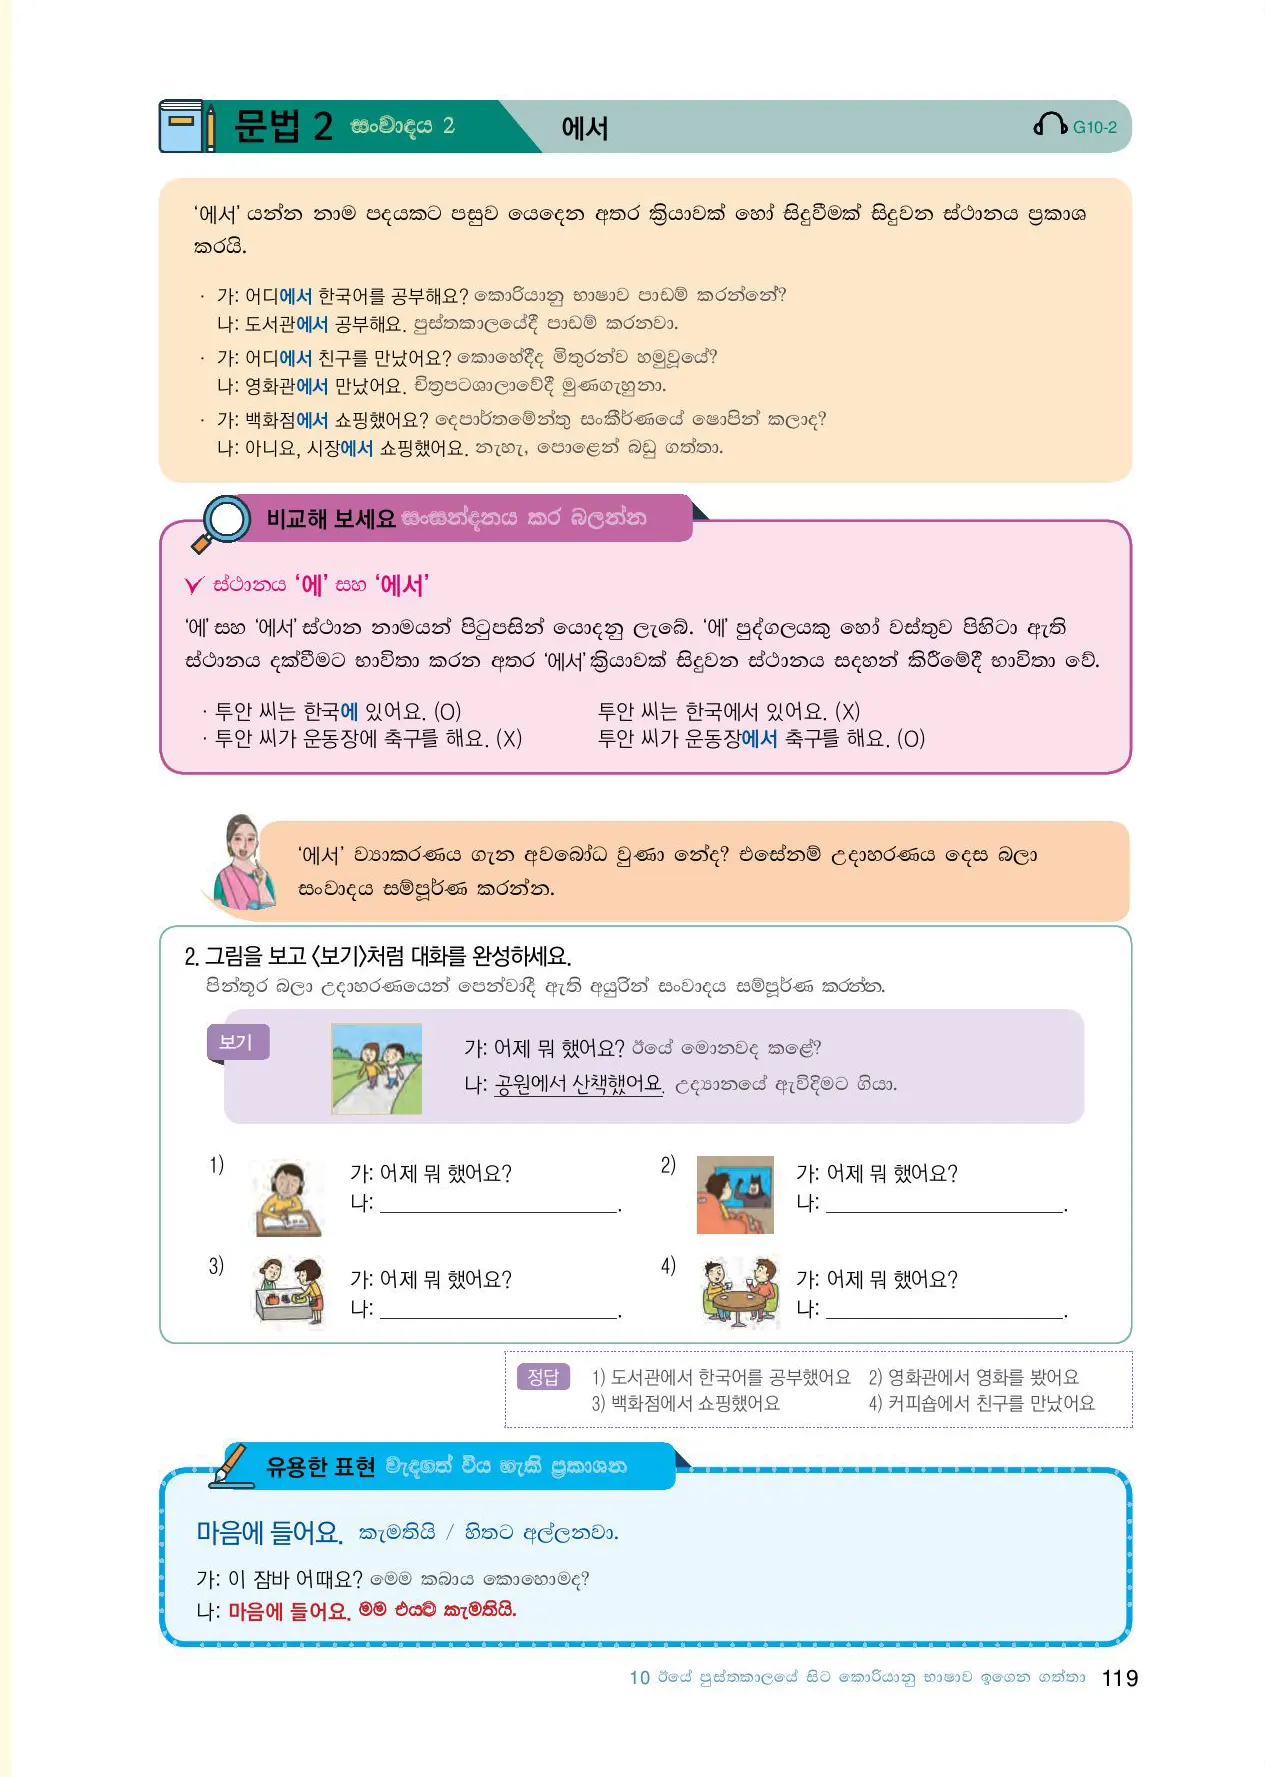 문법 2 සංවාදය 2 에서 G10-2
‘에서’ යන්න නාම පදයකට පසුව යෙදෙන අතර ක්‍රියාවක් හෝ සිදුවීමක් සිදුවන ස්ථානය ප්‍රකාශ
කරයි.
· 가: 어디에서 한국어를 공부해요? කොරියානු භාෂාව පාඩම් කරන්නේ?
나: 도서관에서 공부해요. පුස්තකාලයේදී පාඩම් කරනවා.
· 가: 어디에서 친구를 만났어요? කොහේදීද මිතුරන්ව හමුවූයේ?
나: 영화관에서 만났어요. චිත්‍රපටශාලාවේදී මුණගැහුනා.
· 가: 백화점에서 쇼핑했어요? දෙපාර්තමේන්තු සංකීර්ණයේ ෂොපින් කලාද?
나: 아니요, 시장에서 쇼핑했어요. නැහැ, පොළෙන් බඩු ගත්තා.
비교해 보세요 සංසන්දනය කර බලන්න
ස්ථානය ‘에’ සහ ‘에서’
‘에’ සහ ‘에서’ ස්ථාන නාමයන් පිටුපසින් යොදනු ලැබේ. ‘에’ පුද්ගලයකු හෝ වස්තුව පිහිටා ඇති
ස්ථානය දක්වීමට භාවිතා කරන අතර ‘에서’ ක්‍රියාවක් සිදුවන ස්ථානය සදහන් කිරීමේදී භාවිතා වේ.
· 투안 씨는 한국에 있어요. (O) 투안 씨는 한국에서 있어요. (X)
· 투안 씨가 운동장에 축구를 해요. (X) 투안 씨가 운동장에서 축구를 해요. (O)
‘에서’ ව්‍යාකරණය ගැන අවබෝධ වුණා නේද? එසේනම් උදාහරණය දෙස බලා
සංවාදය සම්පූර්ණ කරන්න.
2. 그림을 보고 〈보기〉처럼 대화를 완성하세요.
පින්තූර බලා උදාහරණයෙන් පෙන්වාදී ඇති අයුරින් සංවාදය සම්පූර්ණ කරන්න.
보기
가: 어제 뭐 했어요? ඊයේ මොනවද කළේ?
나: 공원에서 산책했어요. උද්‍යානයේ ඇවිදිමට ගියා.
1) 가: 어제 뭐 했어요?
나: ____________________.
2) 가: 어제 뭐 했어요?
나: ____________________.
3) 가: 어제 뭐 했어요?
나: ____________________.
4) 가: 어제 뭐 했어요?
나: ____________________.
정답 1) 도서관에서 한국어를 공부했어요 2) 영화관에서 영화를 봤어요
3) 백화점에서 쇼핑했어요 4) 커피숍에서 친구를 만났어요
유용한 표현 වැදගත් විය හැකි ප්‍රකාශන
마음에 들어요. කැමතියි / හිතට අල්ලනවා.
가: 이 잠바 어때요? මෙම කබාය කොහොමද?
나: 마음에 들어요. මම එයට කැමතියි.
10 ඊයේ පුස්තකාලයේ සිට කොරියානු භාෂාව ඉගෙන ගත්තා 119